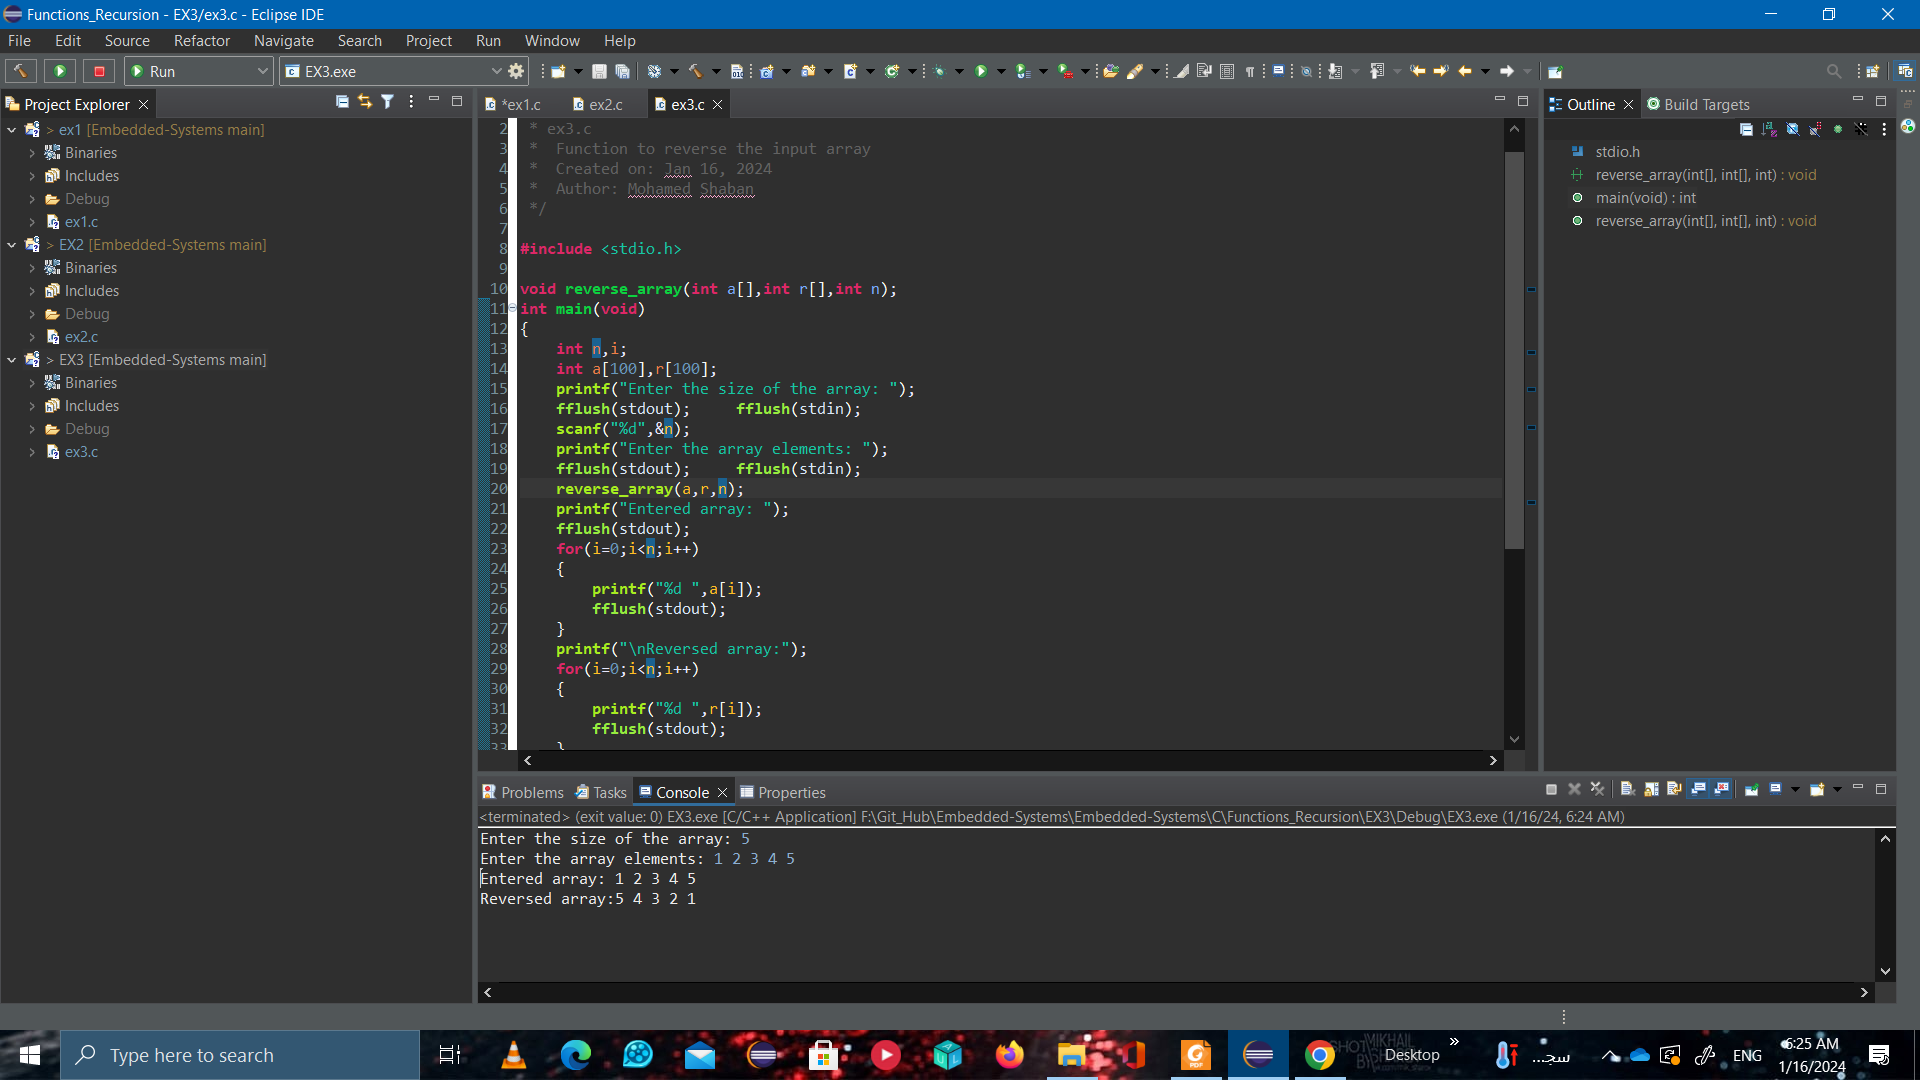 Functions_Recursion - EX3/ex3.c - Eclipse IDE
File Edit Source Refactor Navigate Search Project Run Window Help
Run
EX3.exe
Project Explorer
> ex1 [Embedded-Systems main]
Binaries
Includes
Debug
ex1.c
> EX2 [Embedded-Systems main]
Binaries
Includes
Debug
ex2.c
> EX3 [Embedded-Systems main]
Binaries
Includes
Debug
ex3.c
*ex1.c ex2.c ex3.c
2 * ex3.c
3 * Function to reverse the input array
4 * Created on: Jan 16, 2024
5 * Author: Mohamed Shaban
6 */
7
8 #include <stdio.h>
9
10 void reverse_array(int a[],int r[],int n);
11 int main(void)
12 {
13 int n,i;
14 int a[100],r[100];
15 printf("Enter the size of the array: ");
16 fflush(stdout); fflush(stdin);
17 scanf("%d",&n);
18 printf("Enter the array elements: ");
19 fflush(stdout); fflush(stdin);
20 reverse_array(a,r,n);
21 printf("Entered array: ");
22 fflush(stdout);
23 for(i=0;i<n;i++)
24 {
25 printf("%d ",a[i]);
26 fflush(stdout);
27 }
28 printf("\nReversed array:");
29 for(i=0;i<n;i++)
30 {
31 printf("%d ",r[i]);
32 fflush(stdout);
33 }
Outline Build Targets
stdio.h
reverse_array(int[], int[], int) : void
main(void) : int
reverse_array(int[], int[], int) : void
Problems Tasks Console Properties
<terminated> (exit value: 0) EX3.exe [C/C++ Application] F:\Git_Hub\Embedded-Systems\Embedded-Systems\C\Functions_Recursion\EX3\Debug\EX3.exe (1/16/24, 6:24 AM)
Enter the size of the array: 5
Enter the array elements: 1 2 3 4 5
Entered array: 1 2 3 4 5
Reversed array:5 4 3 2 1
Type here to search
Desktop
سجـ...
ENG
6:25 AM
1/16/2024